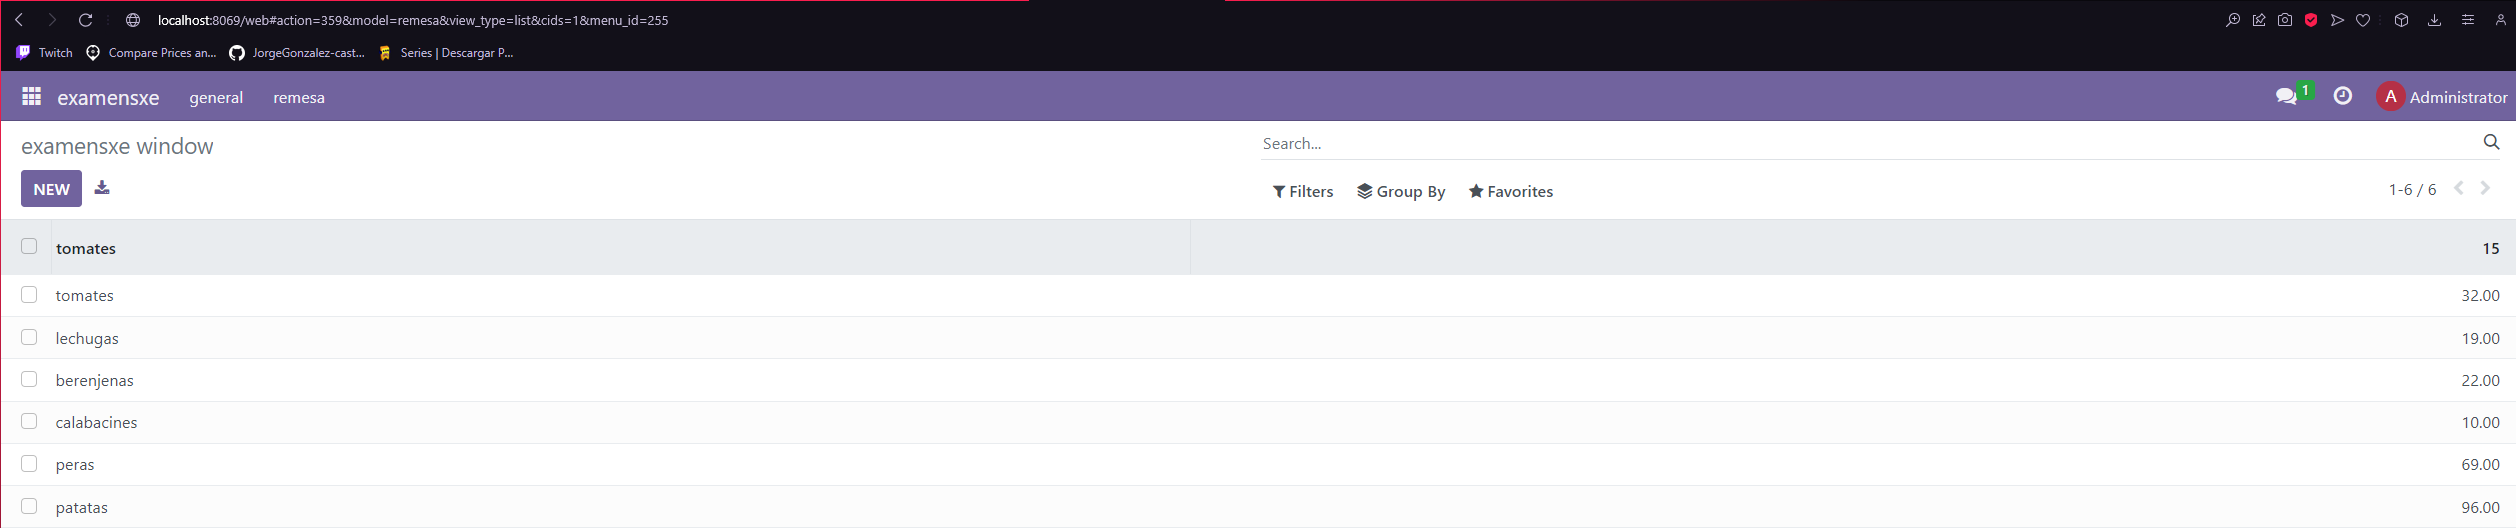 localhost:8069/web#action=359&model=remesa&view_type=list&cids=1&menu_id=255
Twitch Compare Prices an... JorgeGonzalez-cast... Series | Descargar P...
examensxe general remesa 1 A Administrator
examensxe window Search...
NEW Filters Group By Favorites 1-6 / 6
tomates 15
tomates 32.00
lechugas 19.00
berenjenas 22.00
calabacines 10.00
peras 69.00
patatas 96.00